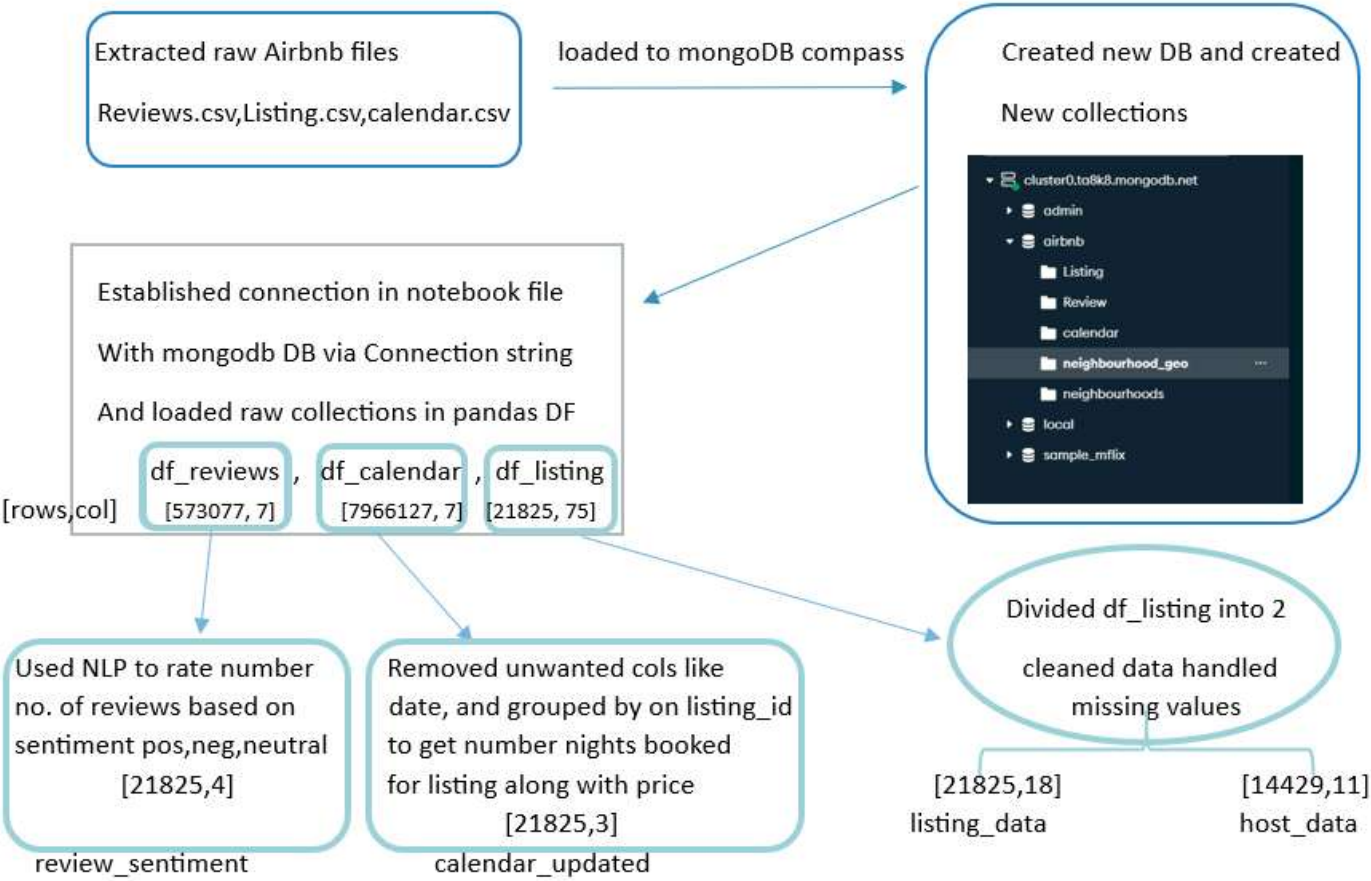 Extracted raw Airbnb files
Reviews.csv,Listing.csv,calendar.csv
loaded to mongoDB compass
Created new DB and created
New collections
cluster0.ta8k8.mongodb.net
admin
airbnb
Listing
Review
calendar
neighbourhood_geo ...
neighbourhoods
local
sample_mflix
Established connection in notebook file
With mongodb DB via Connection string
And loaded raw collections in pandas DF
df_reviews , df_calendar , df_listing
[rows,col] [573077, 7] [7966127, 7] [21825, 75]
Used NLP to rate number
no. of reviews based on
sentiment pos,neg,neutral
[21825,4]
review_sentiment
Removed unwanted cols like
date, and grouped by on listing_id
to get number nights booked
for listing along with price
[21825,3]
calendar_updated
Divided df_listing into 2
cleaned data handled
missing values
[21825,18]
listing_data
[14429,11]
host_data